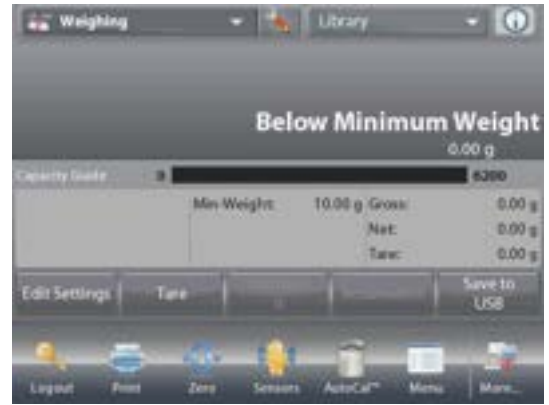 Weighing
Library
Below Minimum Weight
0.00 g
Capacity Guide 0 6200
Min-Weight: 10.00 g Gross: 0.00 g
Net: 0.00 g
Tare: 0.00 g
Edit Settings Tare Save to USB
Logout Print Zero Sensors AutoCal™ Menu More...